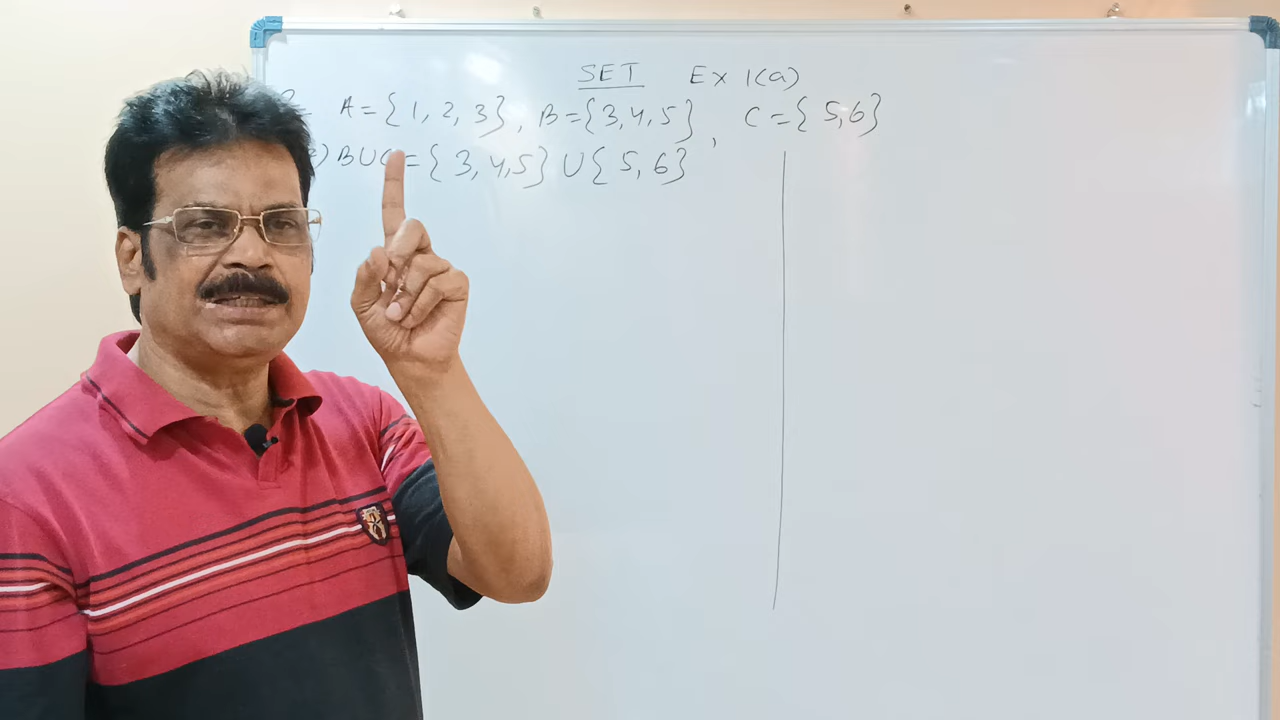 SET Ex 1(a)
A = {1, 2, 3}, B = {3, 4, 5}, C = { 5, 6}
) B U C = { 3, 4, 5} U { 5, 6}